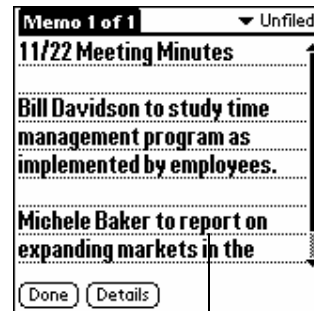 Memo 1 of 1 Unfiled
11/22 Meeting Minutes
Bill Davidson to study time
management program as
implemented by employees.
Michele Baker to report on
expanding markets in the
Done Details